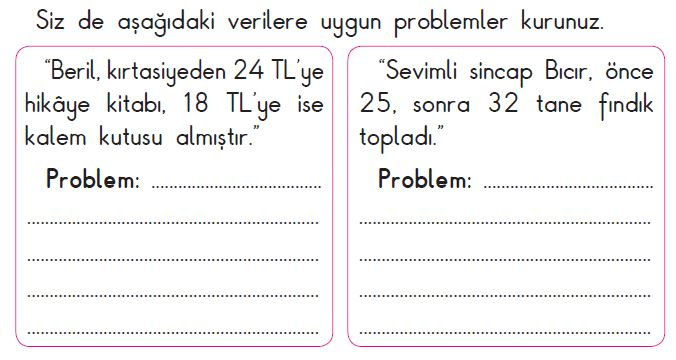 Siz de aşağıdaki verilere uygun problemler kurunuz.
“Beril, kırtasiyeden 24 TL’ye
hikâye kitabı, 18 TL’ye ise
kalem kutusu almıştır.”
Problem: ......................................
..................................................................
..................................................................
..................................................................
..................................................................
“Sevimli sincap Bıcır, önce
25, sonra 32 tane fındık
topladı.”
Problem: ......................................
..................................................................
..................................................................
..................................................................
..................................................................